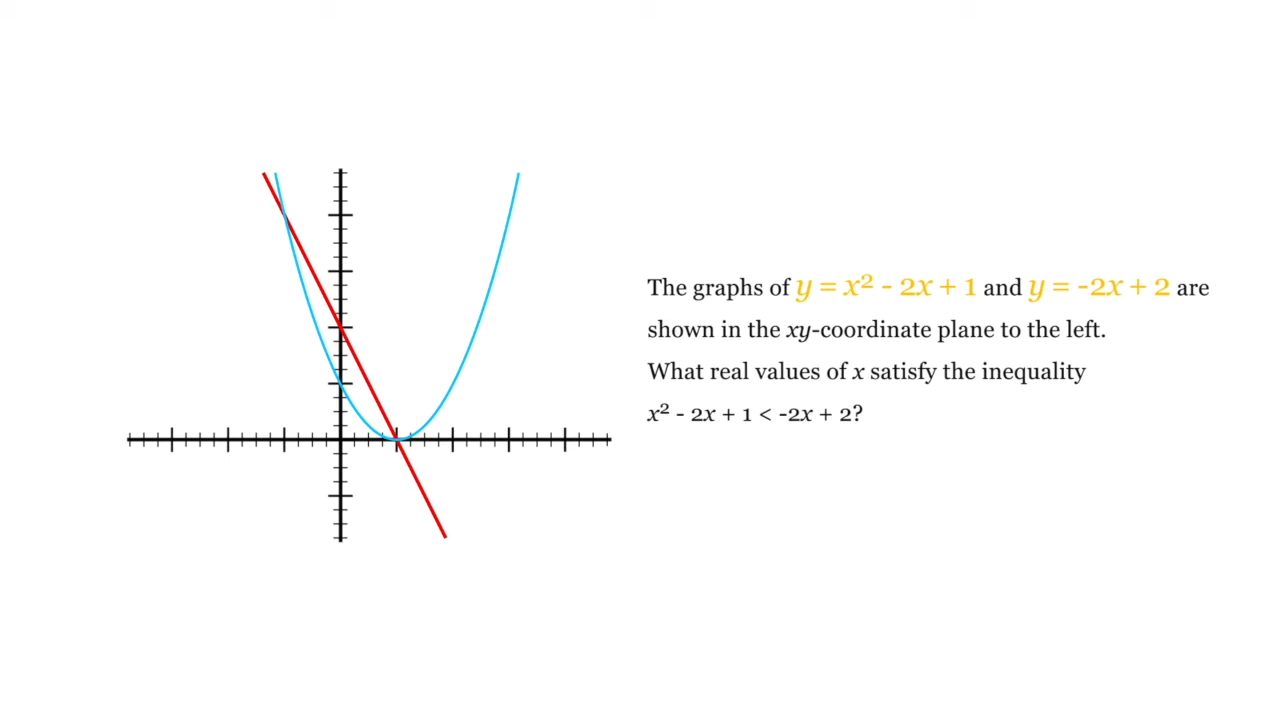 The graphs of y = x² - 2x + 1 and y = -2x + 2 are
shown in the xy-coordinate plane to the left.
What real values of x satisfy the inequality
x² - 2x + 1 < -2x + 2?